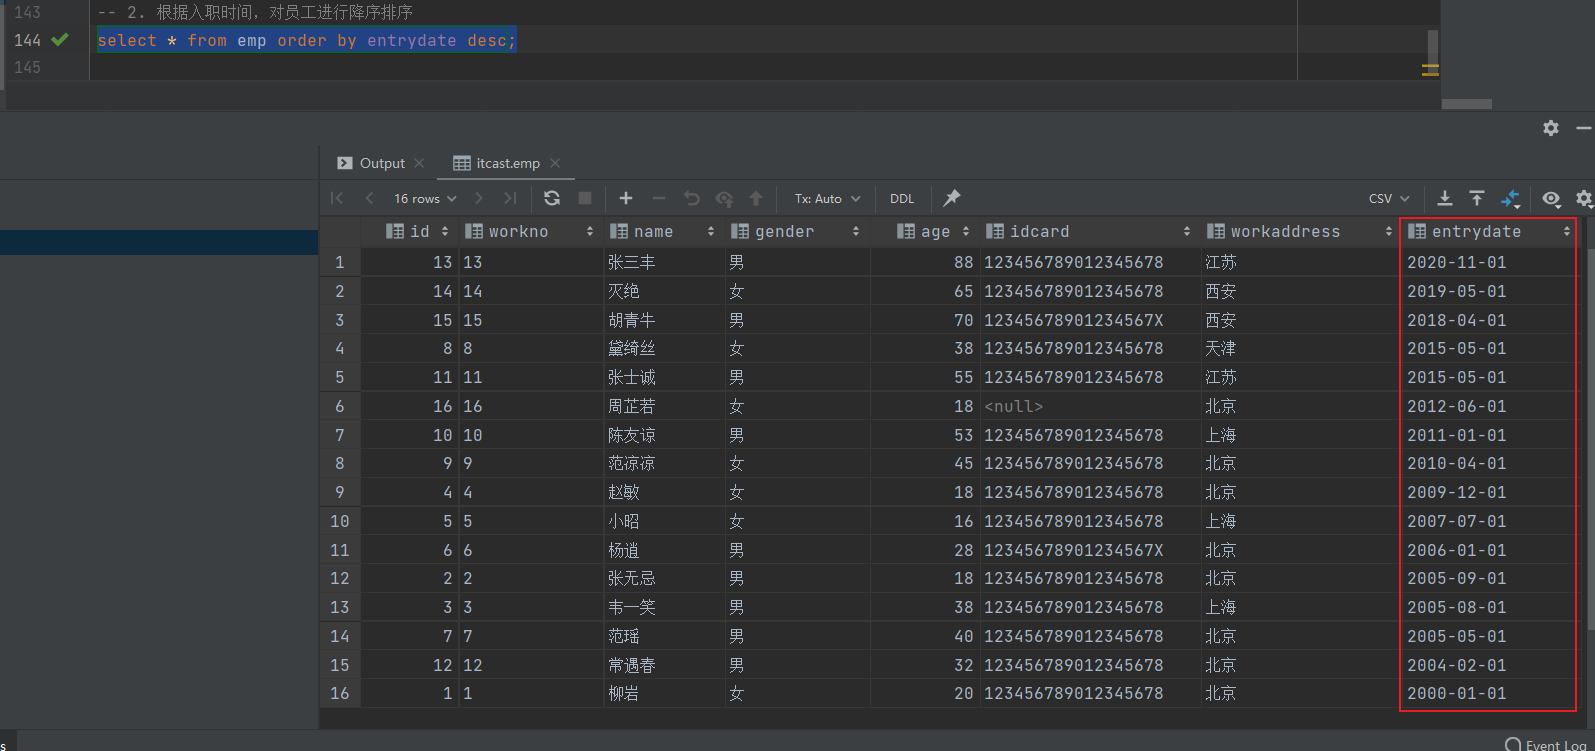 143 -- 2. 根据入职时间，对员工进行降序排序
144 select * from emp order by entrydate desc;
145
Output itcast.emp
16 rows Tx: Auto DDL CSV
id workno name gender age idcard workaddress entrydate
1 13 13 张三丰 男 88 123456789012345678 江苏 2020-11-01
2 14 14 灭绝 女 65 123456789012345678 西安 2019-05-01
3 15 15 胡青牛 男 70 12345678901234567X 西安 2018-04-01
4 8 8 黛绮丝 女 38 123456789012345678 天津 2015-05-01
5 11 11 张士诚 男 55 123456789012345678 江苏 2015-05-01
6 16 16 周芷若 女 18 <null> 北京 2012-06-01
7 10 10 陈友谅 男 53 123456789012345678 上海 2011-01-01
8 9 9 范凉凉 女 45 123456789012345678 北京 2010-04-01
9 4 4 赵敏 女 18 123456789012345678 北京 2009-12-01
10 5 5 小昭 女 16 123456789012345678 上海 2007-07-01
11 6 6 杨逍 男 28 12345678901234567X 北京 2006-01-01
12 2 2 张无忌 男 18 123456789012345678 北京 2005-09-01
13 3 3 韦一笑 男 38 123456789012345678 上海 2005-08-01
14 7 7 范瑶 男 40 123456789012345678 北京 2005-05-01
15 12 12 常遇春 男 32 123456789012345678 北京 2004-02-01
16 1 1 柳岩 女 20 123456789012345678 北京 2000-01-01
s Event Log